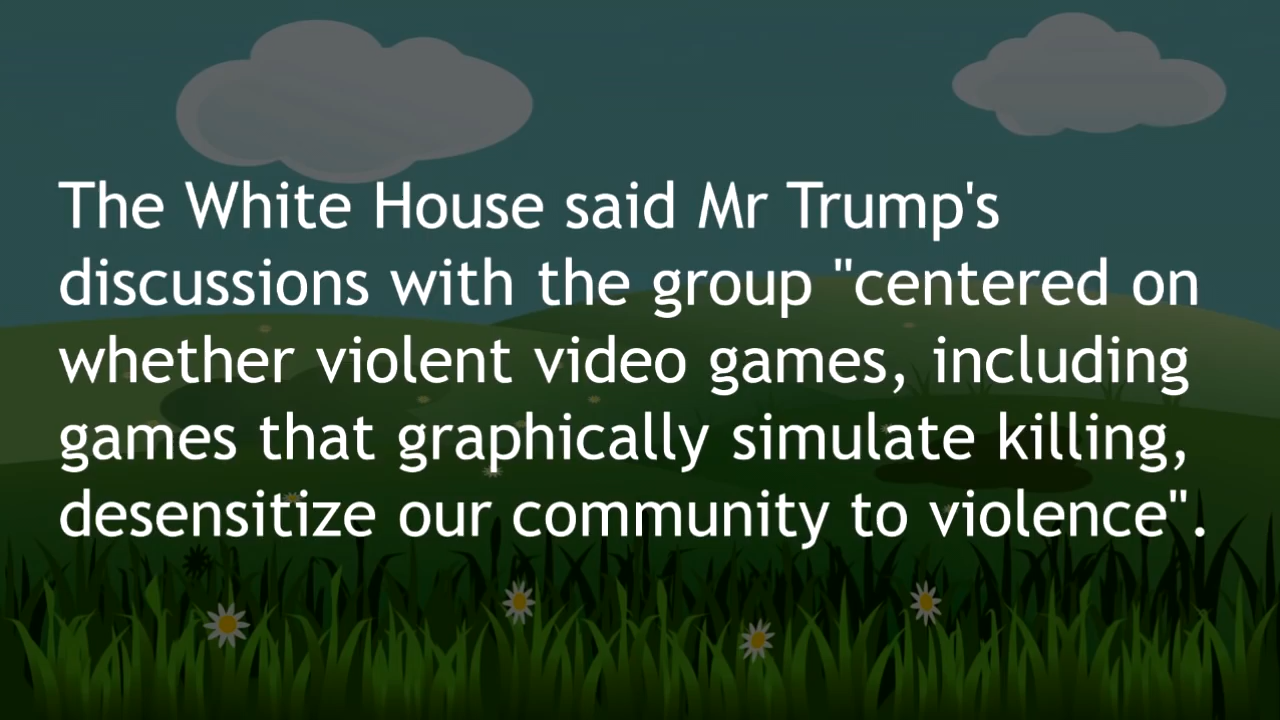 The White House said Mr Trump's
discussions with the group "centered on
whether violent video games, including
games that graphically simulate killing,
desensitize our community to violence".